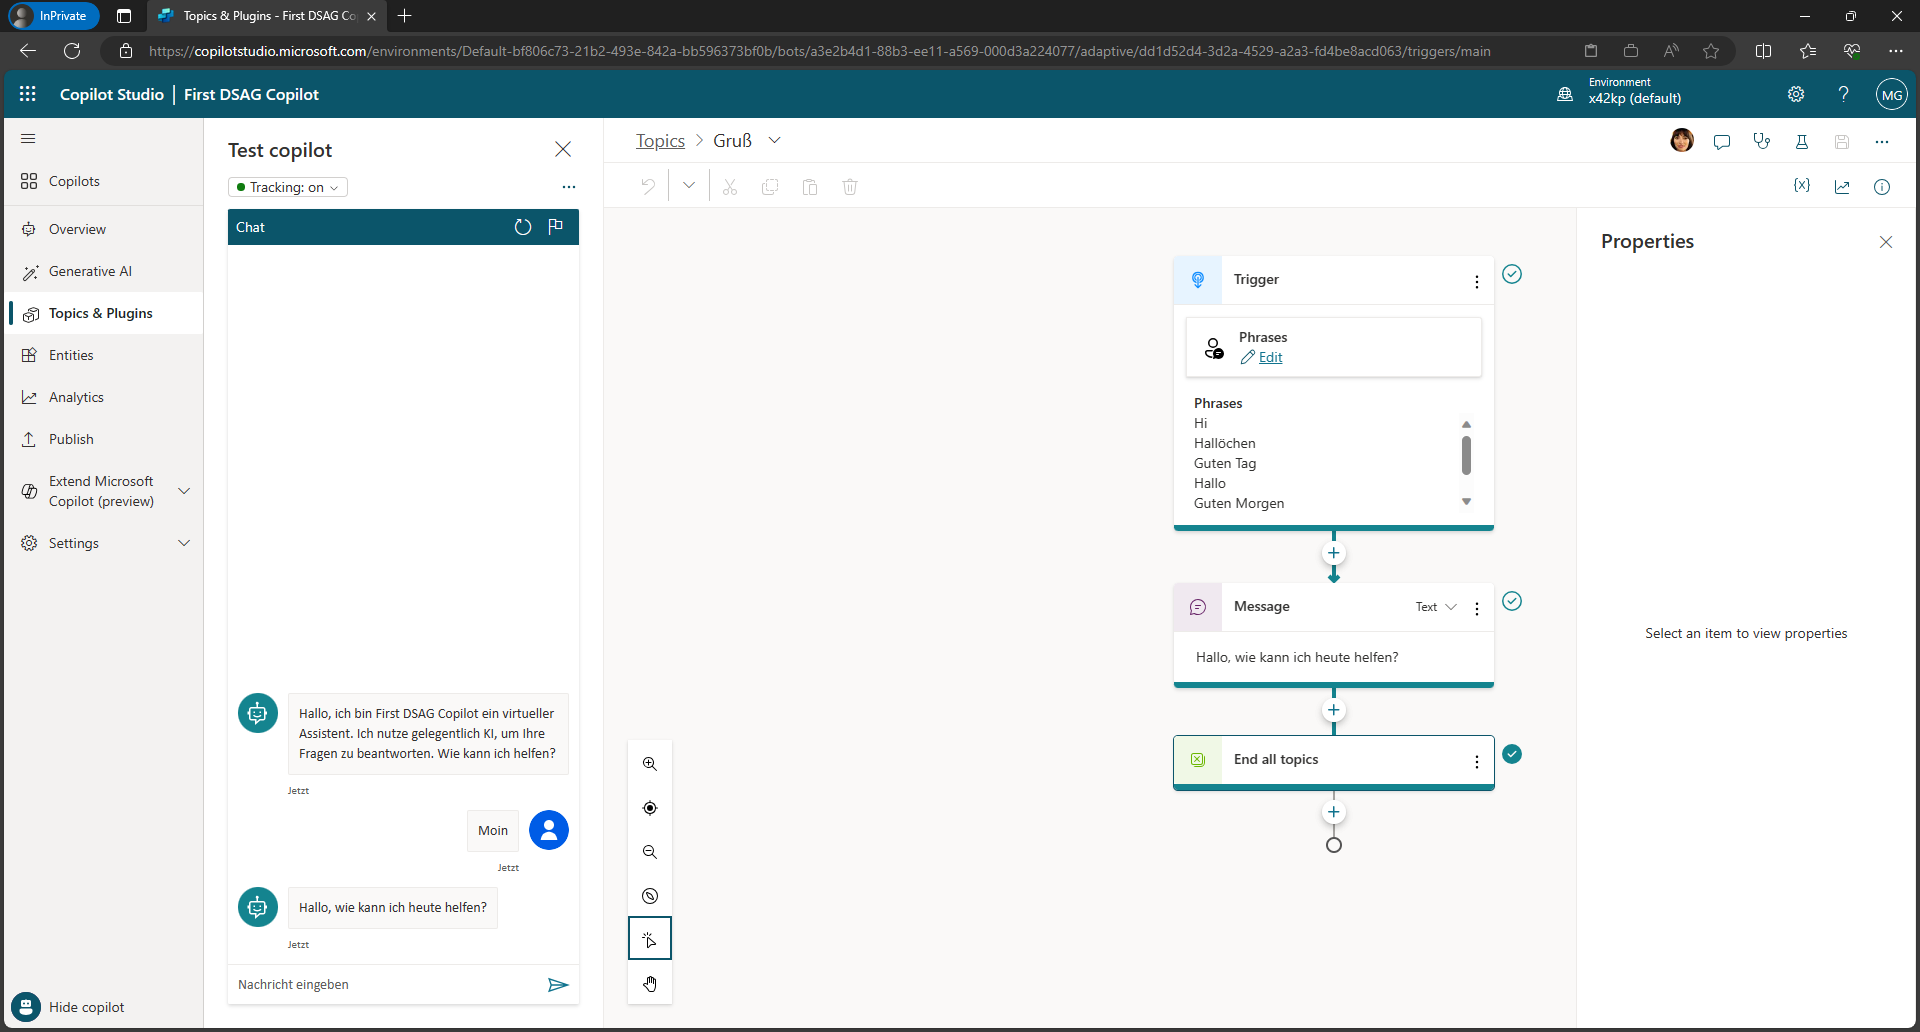 InPrivate
Topics & Plugins - First DSAG Co
https://copilotstudio.microsoft.com/environments/Default-bf806c73-21b2-493e-842a-bb596373bf0b/bots/a3e2b4d1-88b3-ee11-a569-000d3a224077/adaptive/dd1d52d4-3d2a-4529-a2a3-fd4be8acd063/triggers/main
Copilot Studio | First DSAG Copilot
Environment
x42kp (default)
?
MG
Copilots
Overview
Generative AI
Topics & Plugins
Entities
Analytics
Publish
Extend Microsoft
Copilot (preview)
Settings
Hide copilot
Test copilot
Tracking: on
Chat
Hallo, ich bin First DSAG Copilot ein virtueller
Assistent. Ich nutze gelegentlich KI, um Ihre
Fragen zu beantworten. Wie kann ich helfen?
Jetzt
Moin
Jetzt
Hallo, wie kann ich heute helfen?
Jetzt
Nachricht eingeben
Topics > Gruß
{x}
Trigger
Phrases
Edit
Phrases
Hi
Hallöchen
Guten Tag
Hallo
Guten Morgen
Message
Text
Hallo, wie kann ich heute helfen?
End all topics
Properties
Select an item to view properties